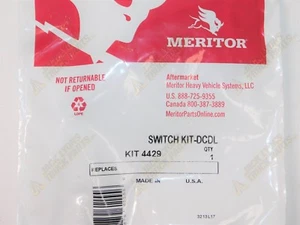 MERITOR
NOT RETURNABLE
IF OPENED
Aftermarket
Meritor Heavy Vehicle Systems, LLC
U.S. 888-725-9355
Canada 800-387-3889
MeritorPartsOnline.com
SWITCH KIT-DCDL
KIT 4429
QTY
1
REPLACES
MADE IN U.S.A.